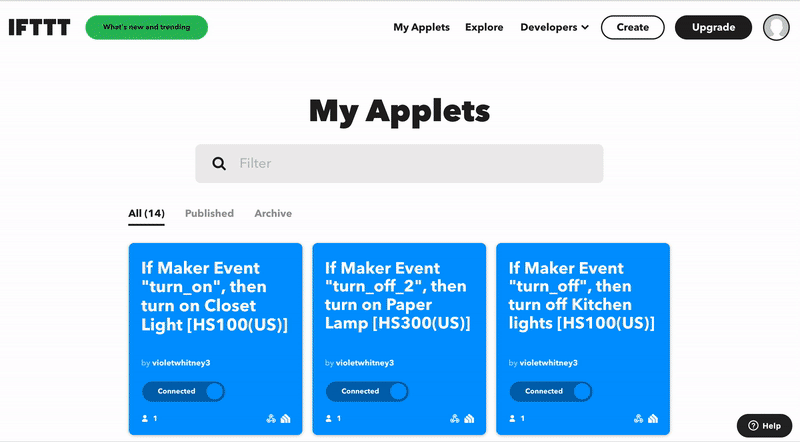 IFTTT
What's new and trending
My Applets
Explore
Developers
Create
Upgrade
My Applets
Filter
All (14)
Published
Archive
If Maker Event
"turn_on", then
turn on Closet
Light [HS100(US)]
by violetwhitney3
Connected
1
If Maker Event
"turn_off_2", then
turn on Paper
Lamp [HS300(US)]
by violetwhitney3
Connected
1
If Maker Event
"turn_off", then
turn off Kitchen
lights [HS100(US)]
by violetwhitney3
Connected
1
Help